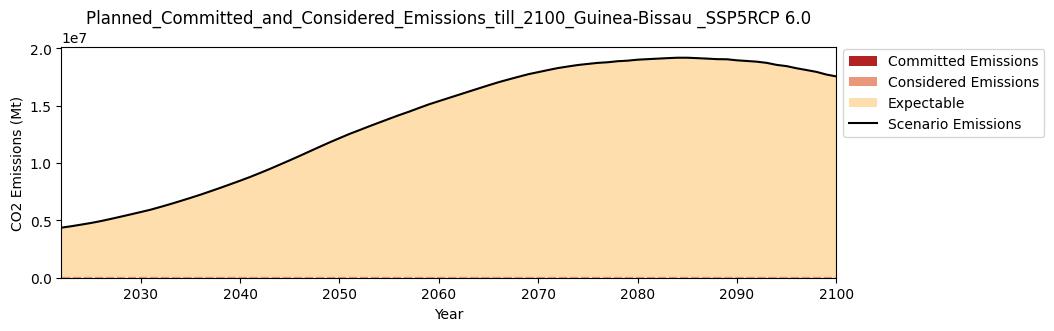 Planned_Committed_and_Considered_Emissions_till_2100_Guinea-Bissau _SSP5RCP 6.0
1e7
2.0
1.5
1.0
0.5
0.0
CO2 Emissions (Mt)
2030 2040 2050 2060 2070 2080 2090 2100
Year
Committed Emissions
Considered Emissions
Expectable
Scenario Emissions